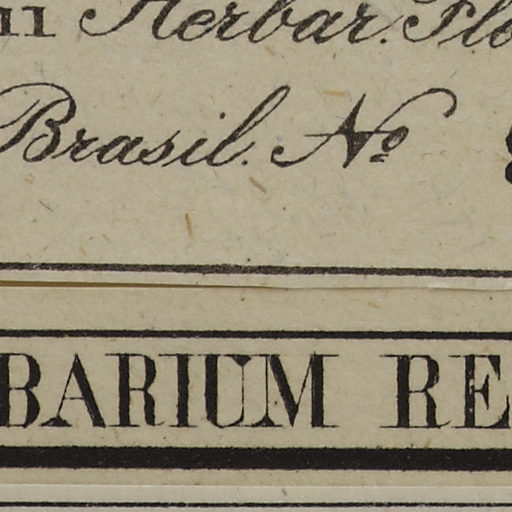 Herbar. Flo
Brasil. No
BARIUM RE